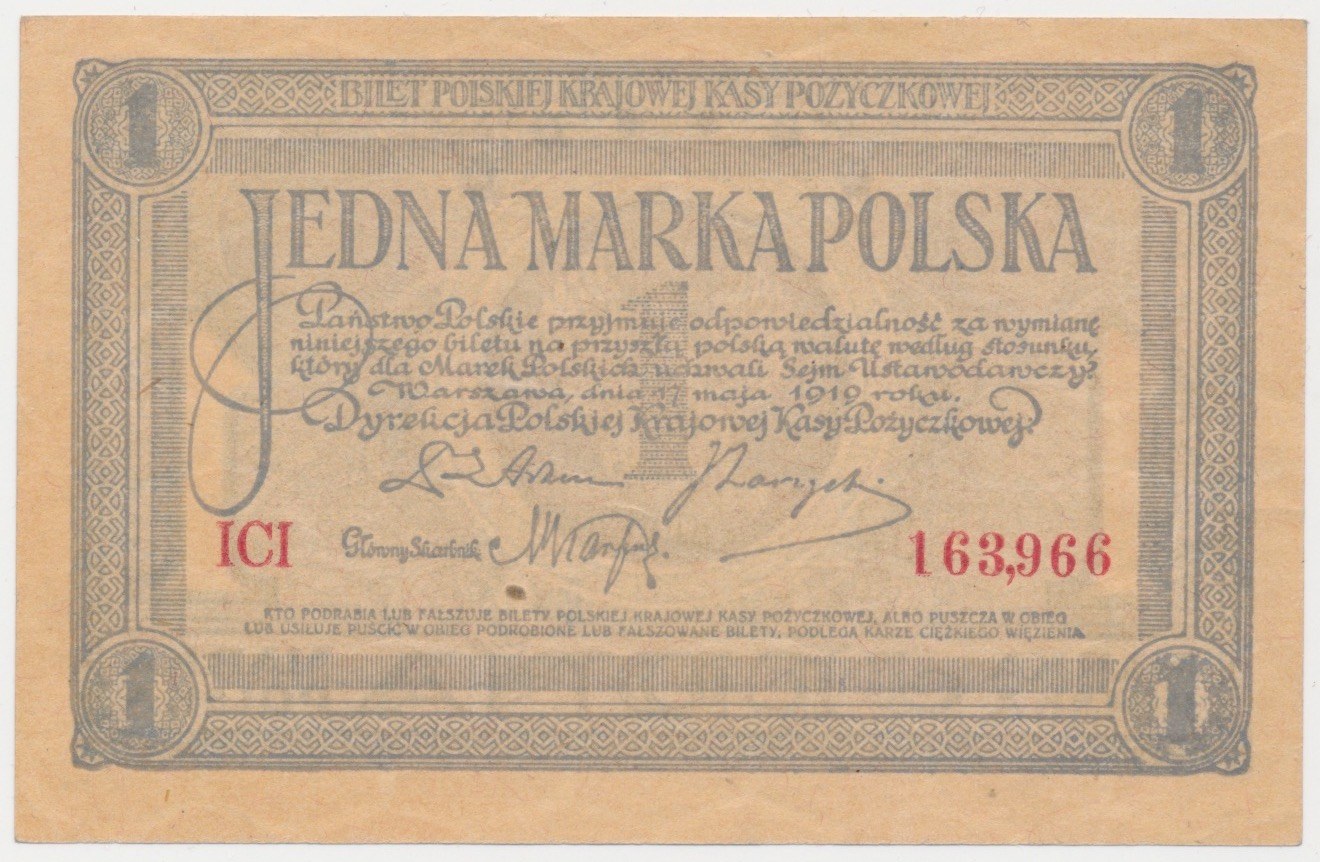 1 BILET POLSKIEJ KRAJOWEJ KASY POŻYCZKOWEJ 1
JEDNA MARKA POLSKA
1
Państwo Polskie przyjmuje odpowiedzialność za wymianę
niniejszego biletu na przyszłą polską walutę według stosunku,
który dla Marek Polskich uchwali Sejm Ustawodawczy.
Warszawa, dnia 17 maja 1919 roku.
Dyrekcja Polskiej Krajowej Kasy Pożyczkowej.
ICI Główny Skarbnik 163,966
KTO PODRABIA LUB FAŁSZUJE BILETY POLSKIEJ KRAJOWEJ KASY POŻYCZKOWEJ, ALBO PUSZCZA W OBIEG
LUB USIŁUJE PUŚCIĆ W OBIEG PODROBIONE LUB FAŁSZOWANE BILETY, PODLEGA KARZE CIĘŻKIEGO WIĘZIENIA
1 1